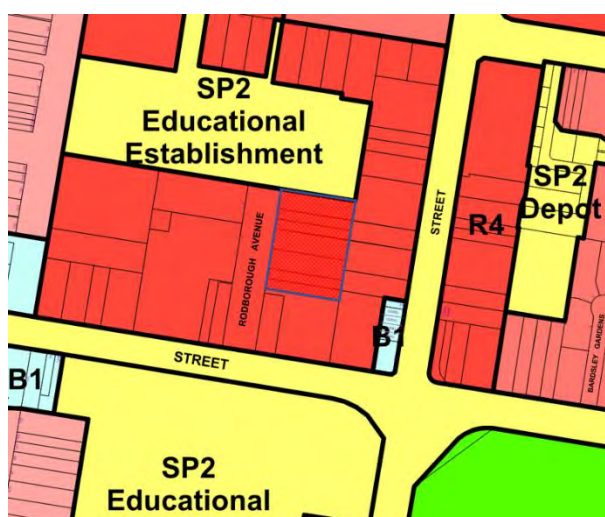 SP2
Educational
Establishment
RODBOROUGH AVENUE
STREET
R4
SP2
Depot
BARDSLEY GARDENS
B1
STREET
B1
SP2
Educational